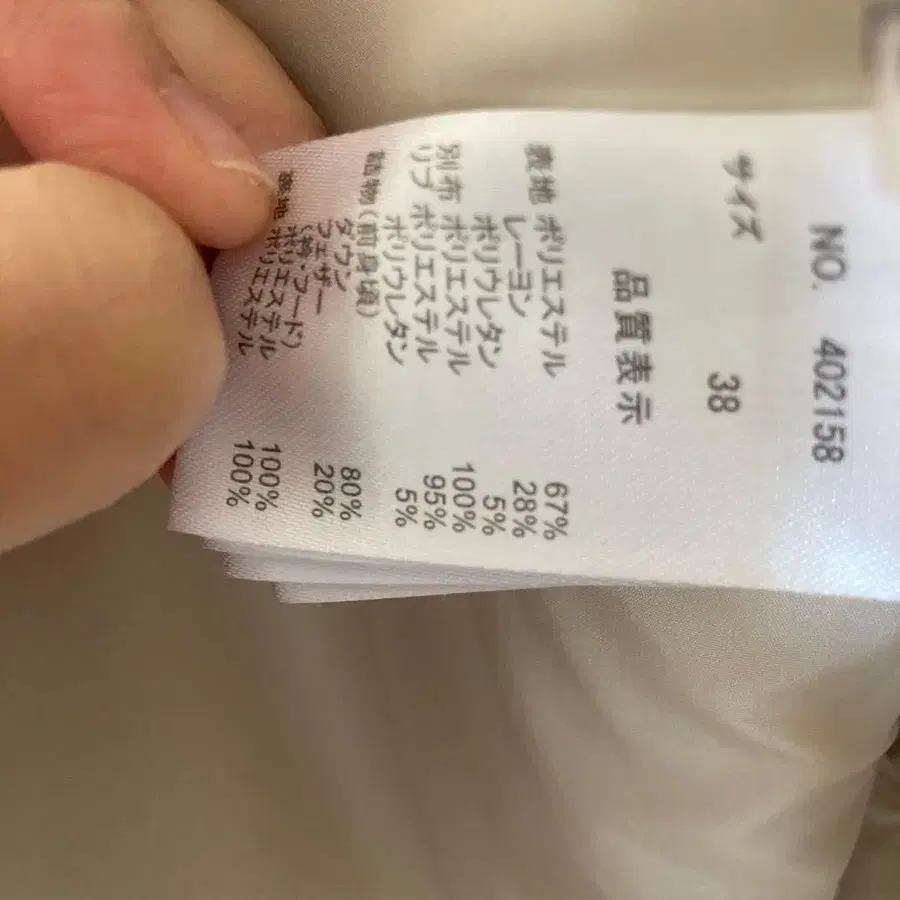 NO. 402158
サイズ
38
品質表示
表地 ポリエステル 67%
レーヨン 28%
ポリウレタン 5%
別布 ポリエステル 100%
リブ ポリエステル 95%
ポリウレタン 5%
詰物(前身頃)
ダウン 80%
フェザー 20%
(衿・フード)
ポリエステル 100%
ポリエステル 100%